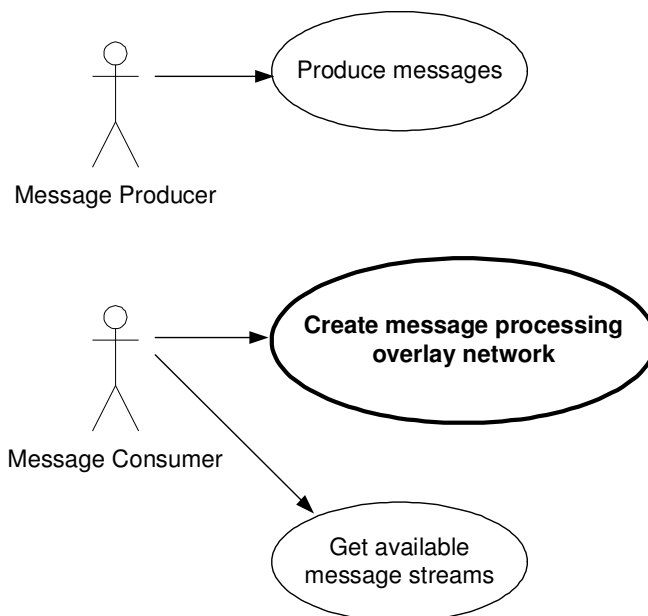 Produce messages
Message Producer
Create message processing
overlay network
Message Consumer
Get available
message streams